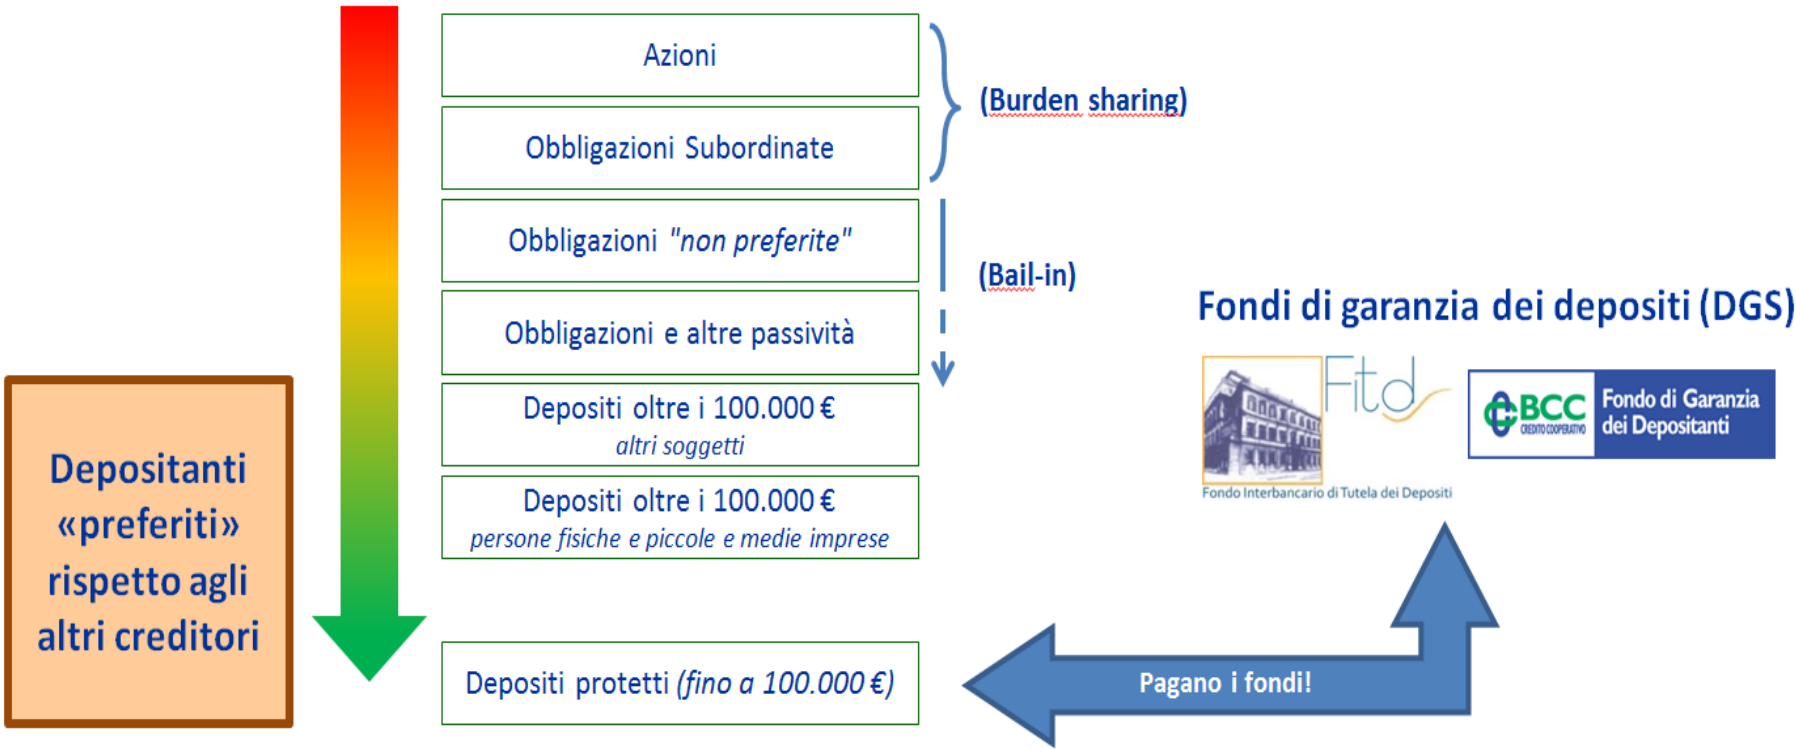 Azioni
(Burden sharing)
Obbligazioni Subordinate
Obbligazioni "non preferite"
(Bail-in)
Obbligazioni e altre passività
Fondi di garanzia dei depositi (DGS)
Fitd
Fondo Interbancario di Tutela dei Depositi
BCC
CREDITO COOPERATIVO
Fondo di Garanzia
dei Depositanti
Depositi oltre i 100.000 €
altri soggetti
Depositi oltre i 100.000 €
persone fisiche e piccole e medie imprese
Depositanti
«preferiti»
rispetto agli
altri creditori
Depositi protetti (fino a 100.000 €)
Pagano i fondi!